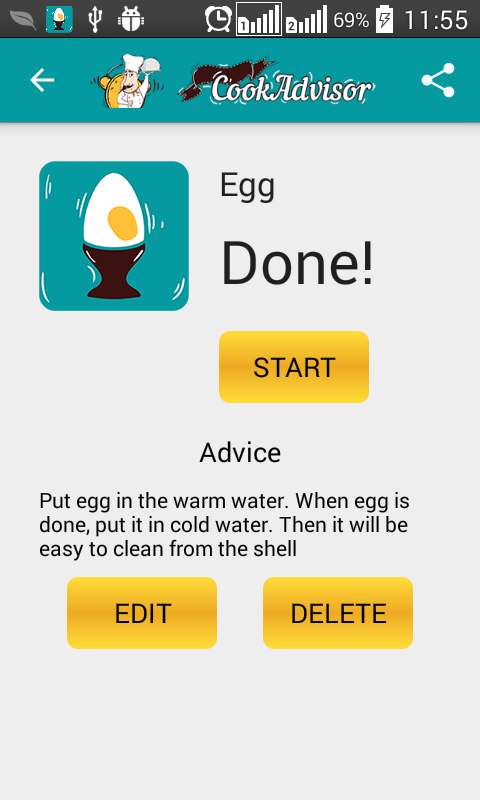 1 2 69% 11:55
CookAdvisor
Egg
Done!
START
Advice
Put egg in the warm water. When egg is
done, put it in cold water. Then it will be
easy to clean from the shell
EDIT DELETE